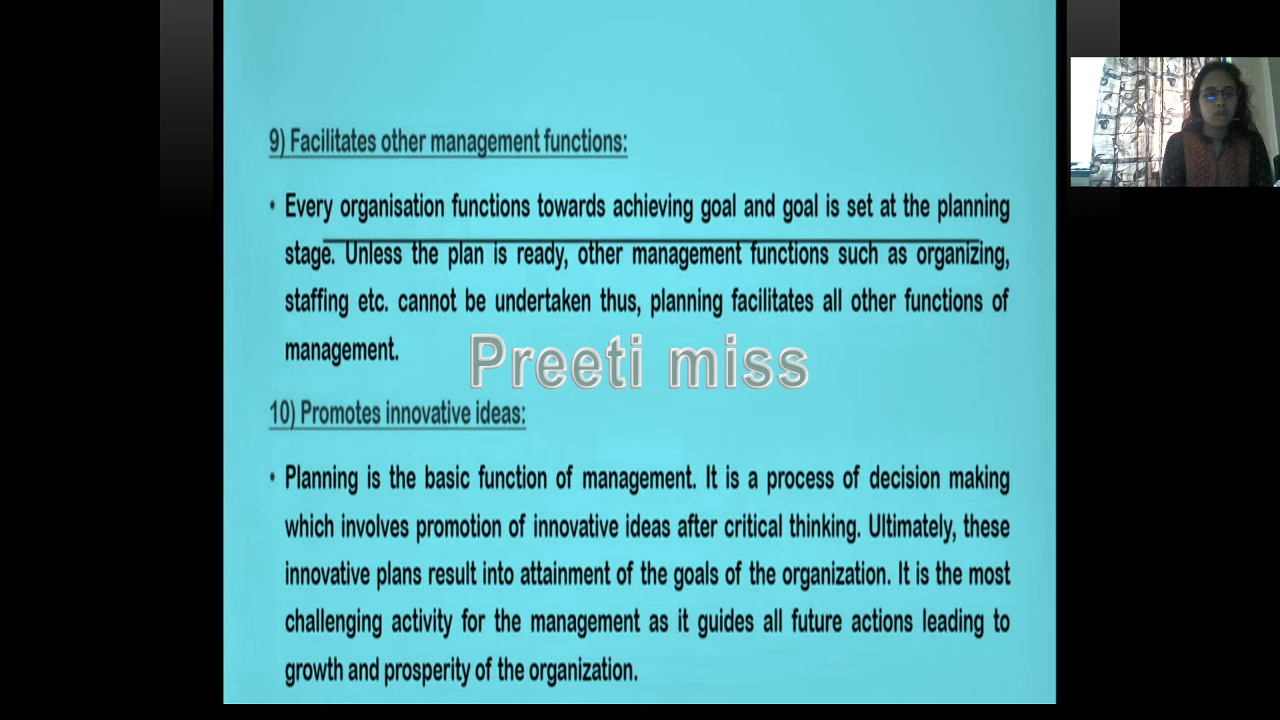 9) Facilitates other management functions:
• Every organisation functions towards achieving goal and goal is set at the planning
stage. Unless the plan is ready, other management functions such as organizing,
staffing etc. cannot be undertaken thus, planning facilitates all other functions of
management.
Preeti miss
10) Promotes innovative ideas:
• Planning is the basic function of management. It is a process of decision making
which involves promotion of innovative ideas after critical thinking. Ultimately, these
innovative plans result into attainment of the goals of the organization. It is the most
challenging activity for the management as it guides all future actions leading to
growth and prosperity of the organization.